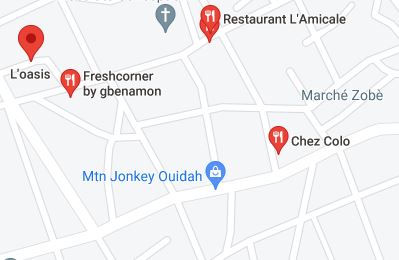 Restaurant L'Amicale
L'oasis
Freshcorner
by gbenamon
Marché Zobè
Chez Colo
Mtn Jonkey Ouidah